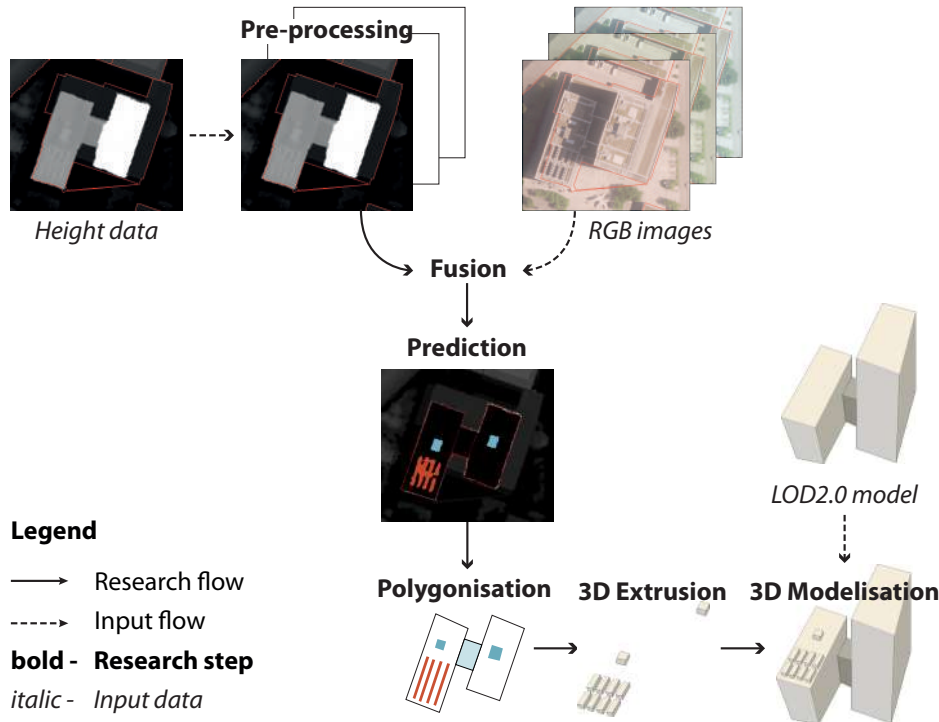 Pre-processing
Height data
RGB images
Fusion
Prediction
LOD2.0 model
Legend
Research flow
Input flow
bold - Research step
italic - Input data
Polygonisation
3D Extrusion
3D Modelisation